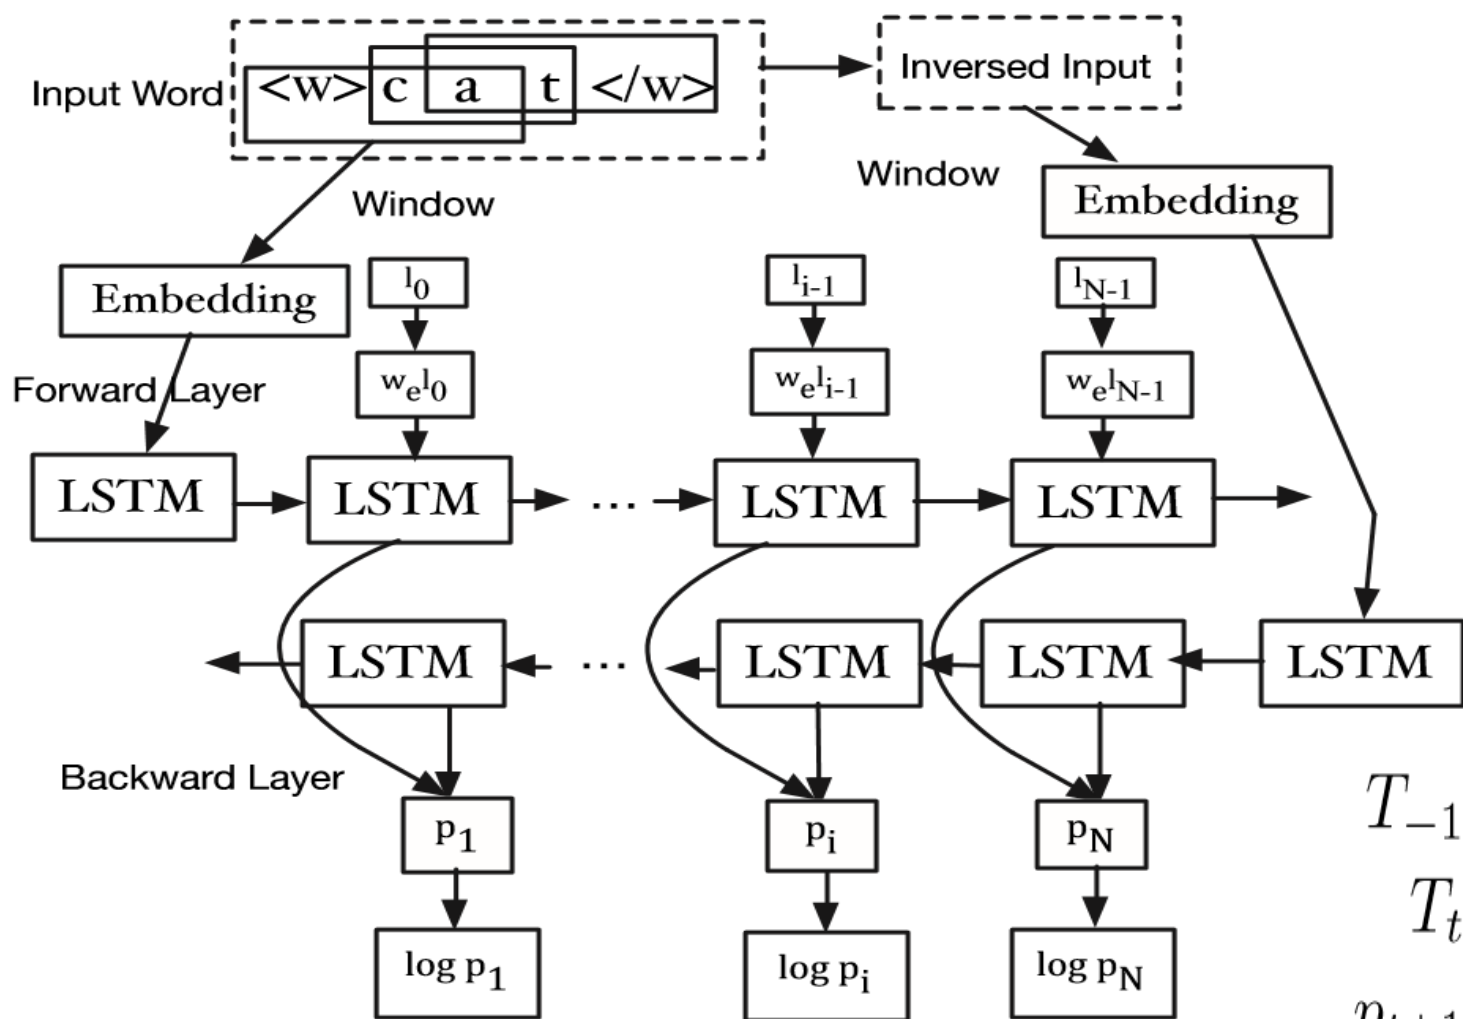 Input Word <w> c a t </w>
Inversed Input
Window
Window
Embedding
Embedding
l0 li-1 lN-1
wel0 weli-1 welN-1
Forward Layer
LSTM LSTM ... LSTM LSTM
LSTM ... LSTM LSTM LSTM
Backward Layer
p1 pi pN
T−1
Tt
log p1 log pi log pN